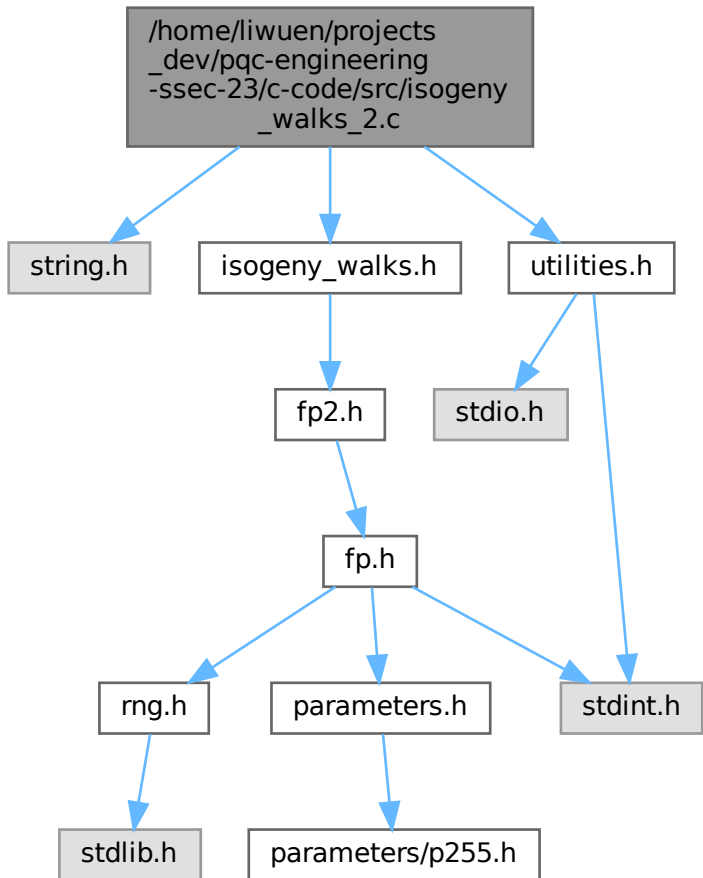 /home/liwuen/projects
_dev/pqc-engineering
-ssec-23/c-code/src/isogeny
_walks_2.c
string.h
isogeny_walks.h
utilities.h
fp2.h
stdio.h
fp.h
rng.h
parameters.h
stdint.h
stdlib.h
parameters/p255.h